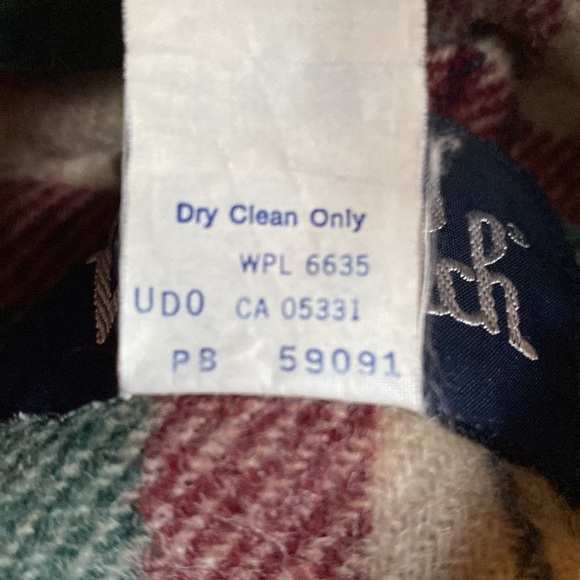 Dry Clean Only
WPL 6635
UDO CA 05331
PB 59091